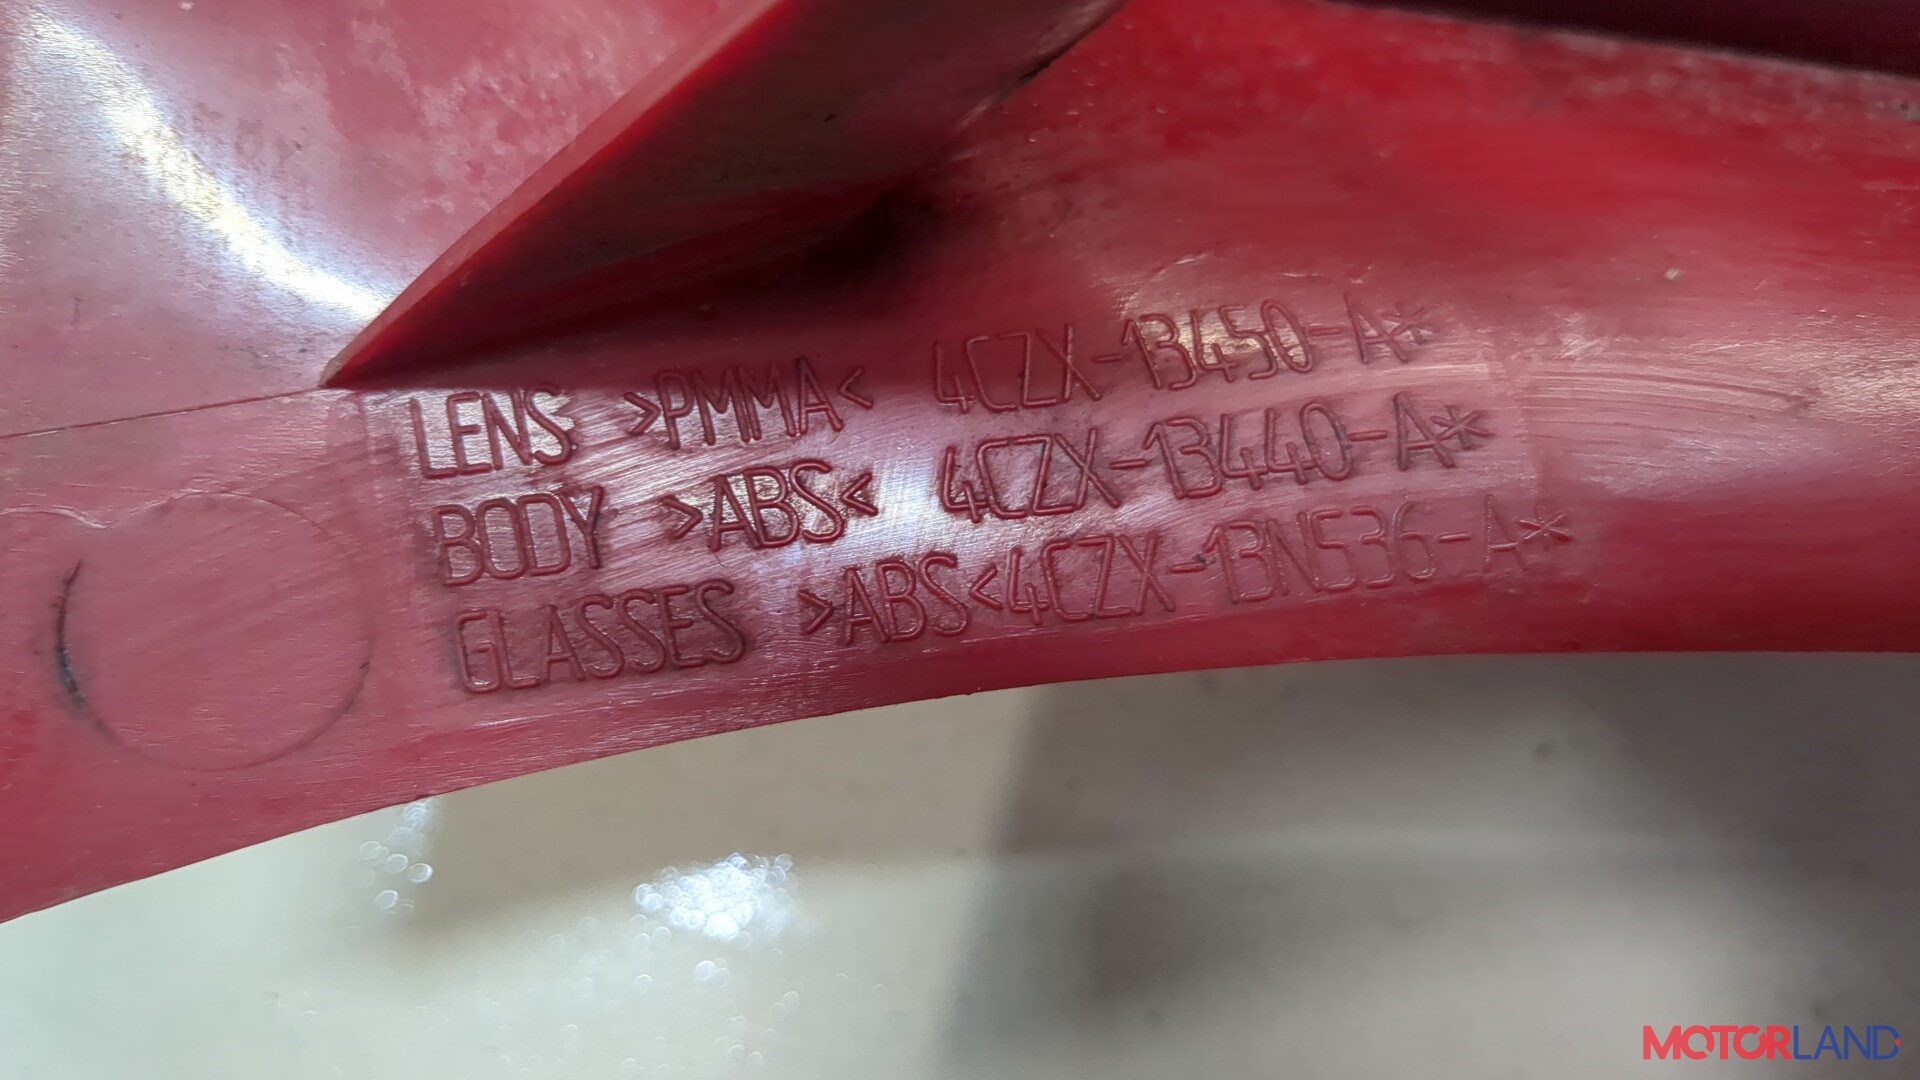 LENS >PMMA< 4CZX-13450-A*
BODY >ABS< 4CZX-13440-A*
GLASSES >ABS<4CZX-13N536-A*
MOTORLAND